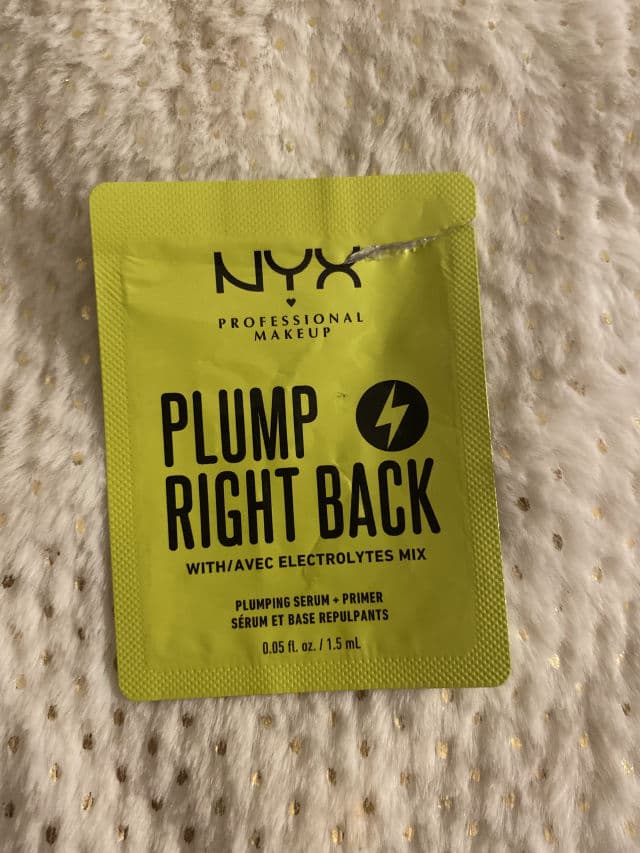 NYX
PROFESSIONAL
MAKEUP
PLUMP
RIGHT BACK
WITH/AVEC ELECTROLYTES MIX
PLUMPING SERUM + PRIMER
SÉRUM ET BASE REPULPANTS
0.05 fl. oz. / 1.5 mL